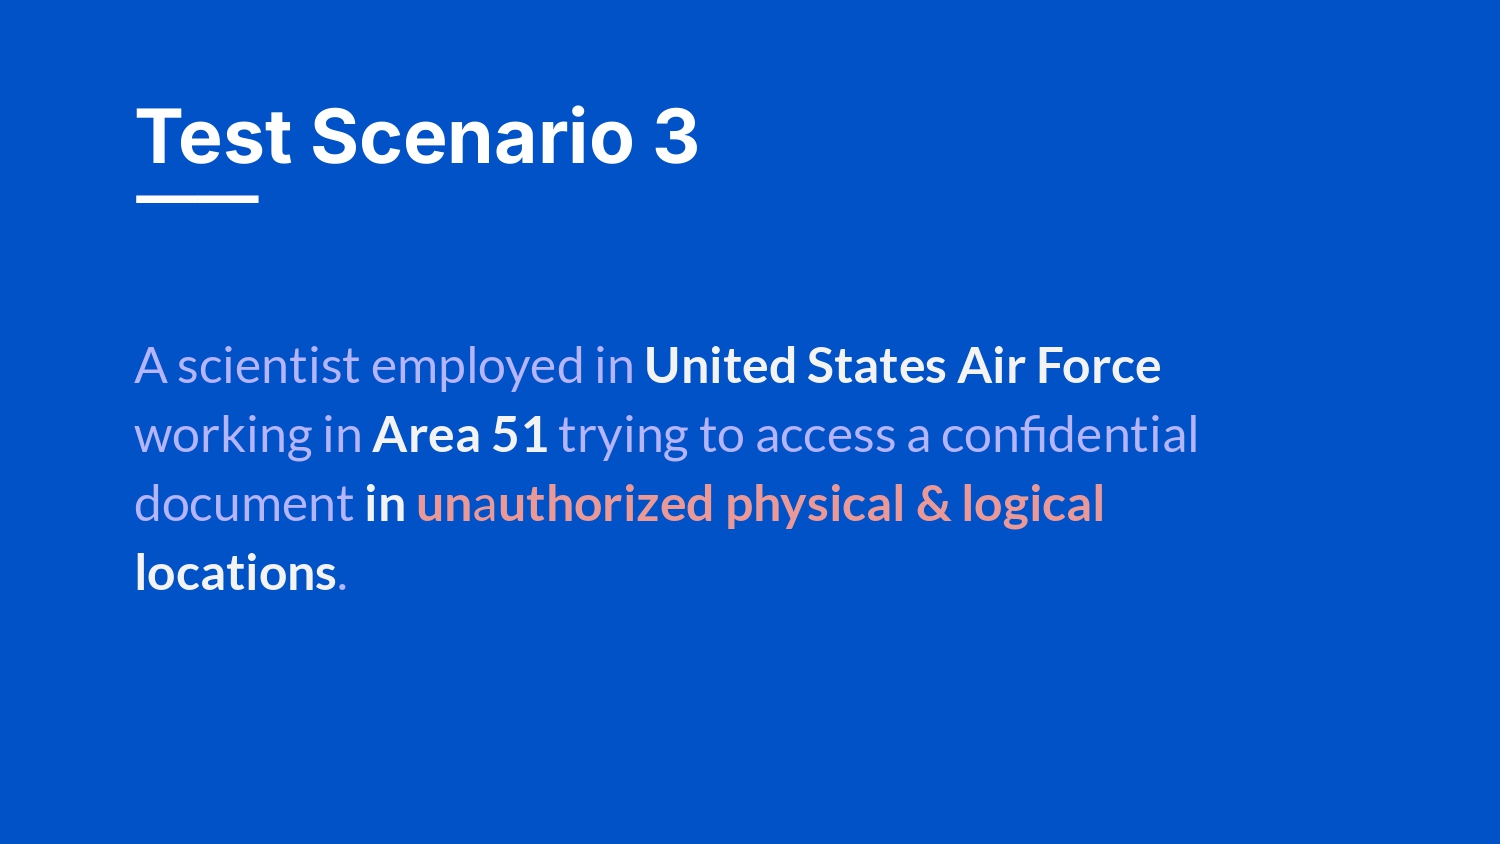 Test Scenario 3
A scientist employed in United States Air Force
working in Area 51 trying to access a confidential
document in unauthorized physical & logical
locations.